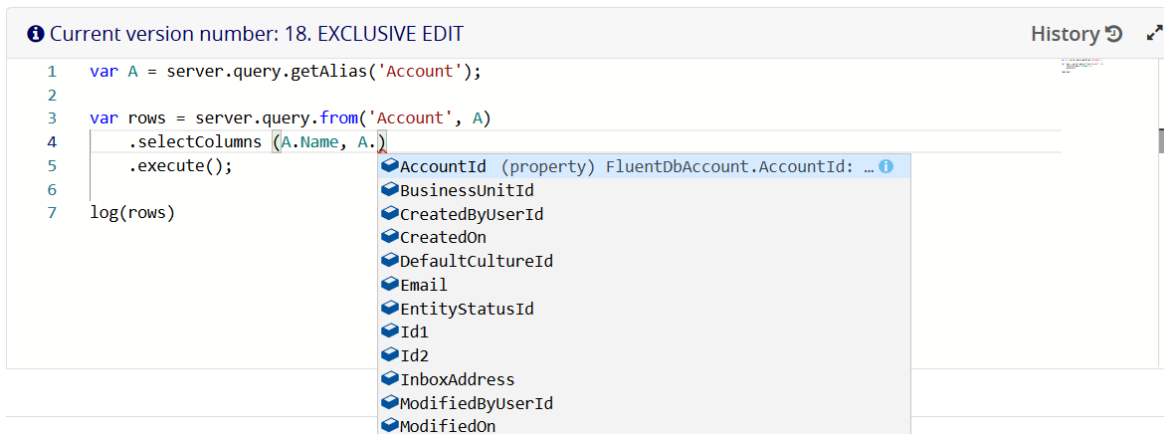 Current version number: 18. EXCLUSIVE EDIT History
1 var A = server.query.getAlias('Account');
2
3 var rows = server.query.from('Account', A)
4 .selectColumns (A.Name, A.)
5 .execute();
6
7 log(rows)
AccountId (property) FluentDbAccount.AccountId: …
BusinessUnitId
CreatedByUserId
CreatedOn
DefaultCultureId
Email
EntityStatusId
Id1
Id2
InboxAddress
ModifiedByUserId
ModifiedOn